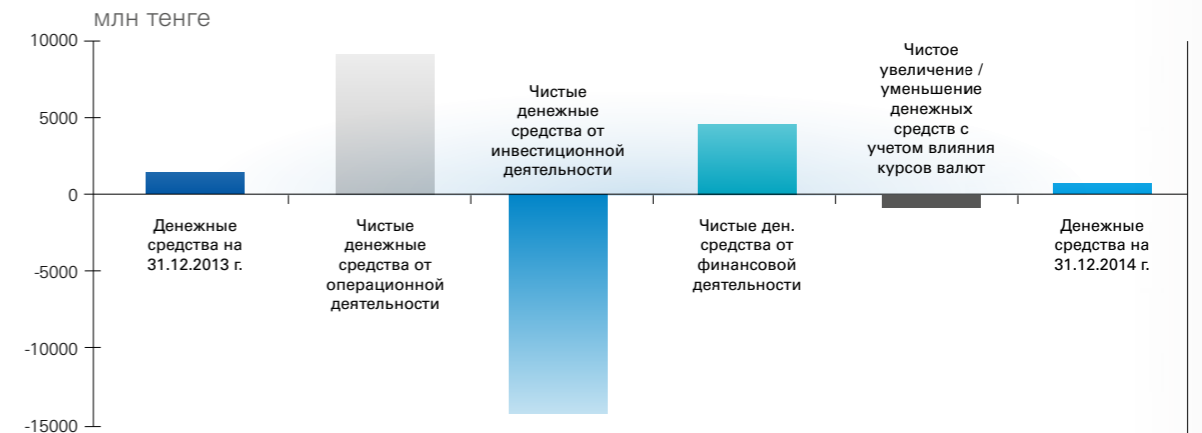 млн тенге
10000
5000
0
-5000
-10000
-15000
Денежные
средства на
31.12.2013 г.
Чистые
денежные
средства от
операционной
деятельности
Чистые
денежные
средства от
инвестиционной
деятельности
Чистые ден.
средства от
финансовой
деятельности
Чистое
увеличение /
уменьшение
денежных
средств с
учетом влияния
курсов валют
Денежные
средства на
31.12.2014 г.